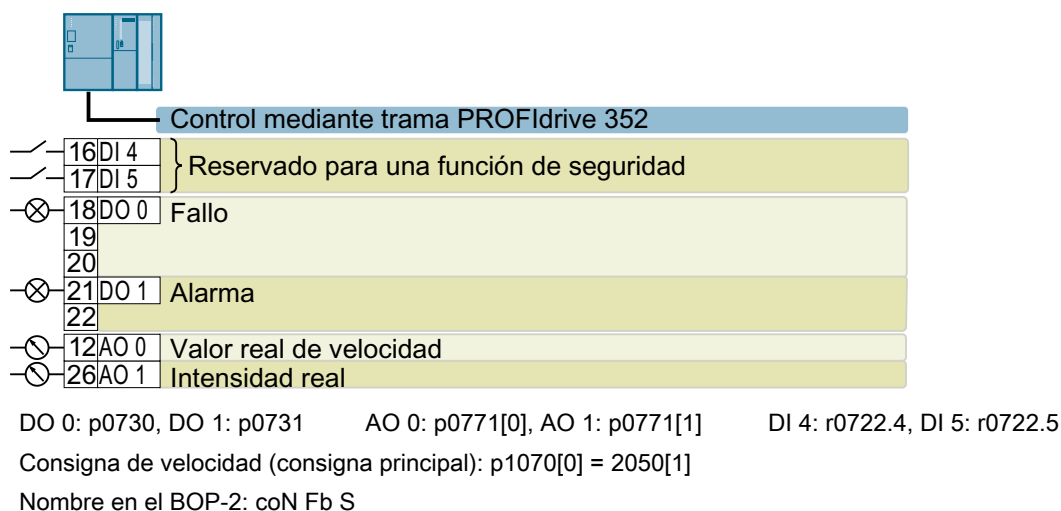 Control mediante trama PROFIdrive 352
16 DI 4
17 DI 5
Reservado para una función de seguridad
18 DO 0 Fallo
19
20
21 DO 1 Alarma
22
12 AO 0 Valor real de velocidad
26 AO 1 Intensidad real
DO 0: p0730, DO 1: p0731 AO 0: p0771[0], AO 1: p0771[1] DI 4: r0722.4, DI 5: r0722.5
Consigna de velocidad (consigna principal): p1070[0] = 2050[1]
Nombre en el BOP-2: coN Fb S